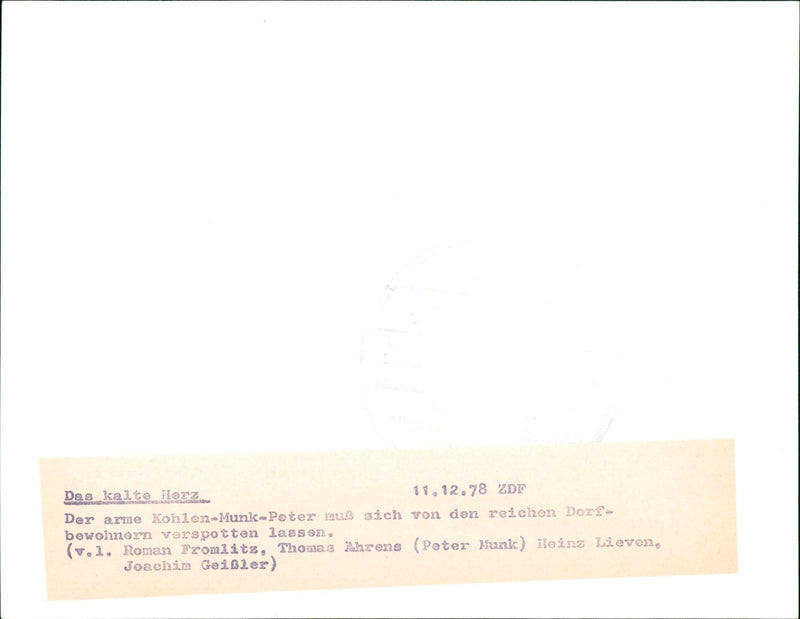 Das kalte Herz 11.12.78 ZDF
Der arme Kohlen-Munk-Peter muß sich von den reichen Dorf-
bewohnern verspotten lassen.
(v.l. Roman Fromlitz, Thomas Ahrens (Peter Munk) Heinz Lieven,
Joachim Geißler)